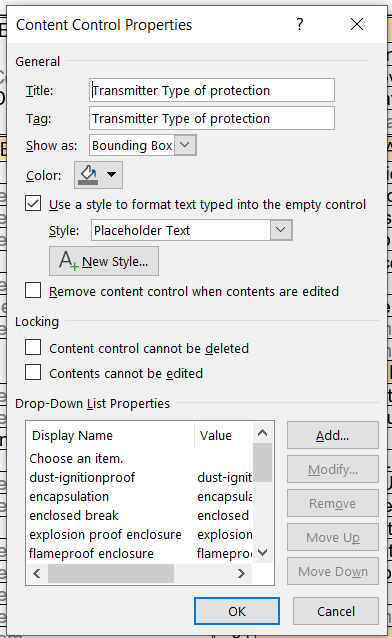 Content Control Properties ? ×
General
Title: Transmitter Type of protection
Tag: Transmitter Type of protection
Show as: Bounding Box
Color:
Use a style to format text typed into the empty control
Style: Placeholder Text
A+ New Style...
Remove content control when contents are edited
Locking
Content control cannot be deleted
Contents cannot be edited
Drop-Down List Properties
Display Name Value
Choose an item.
dust-ignitionproof dust-ignit
encapsulation encapsula
enclosed break enclosed
explosion proof enclosure explosion
flameproof enclosure flameproo
Add...
Modify...
Remove
Move Up
Move Down
OK Cancel